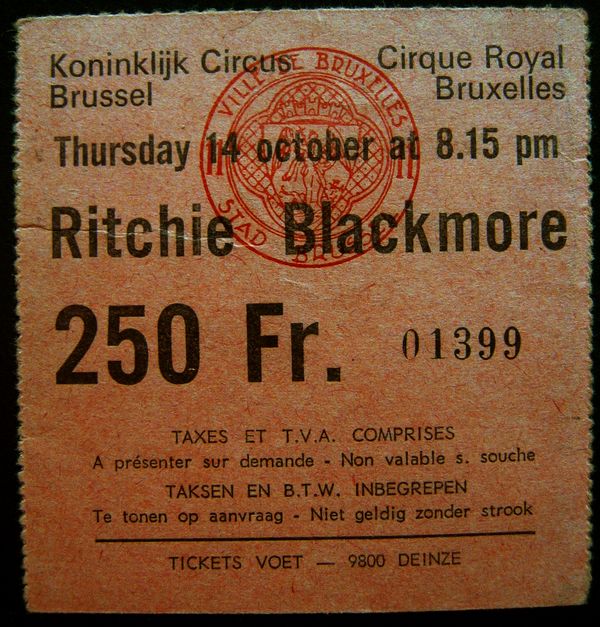 Koninklijk Circus Cirque Royal
Brussel Bruxelles
VILLE DE BRUXELLES
Thursday 14 october at 8.15 pm
11 11
STAD BRUSSEL
Ritchie Blackmore
250 Fr. 01399
TAXES ET T.V.A. COMPRISES
A présenter sur demande - Non valable s. souche
TAKSEN EN B.T.W. INBEGREPEN
Te tonen op aanvraag - Niet geldig zonder strook
TICKETS VOET — 9800 DEINZE